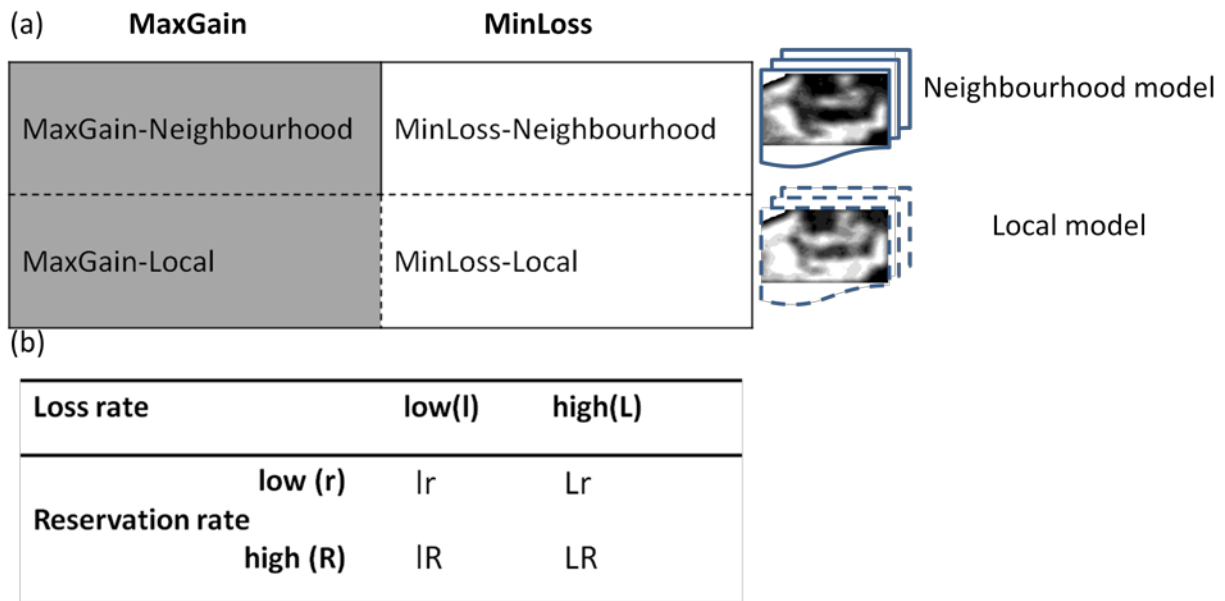 (a) MaxGain MinLoss
MaxGain-Neighbourhood MinLoss-Neighbourhood Neighbourhood model
MaxGain-Local MinLoss-Local Local model
(b)
Loss rate low(l) high(L)
low (r) lr Lr
Reservation rate
high (R) lR LR